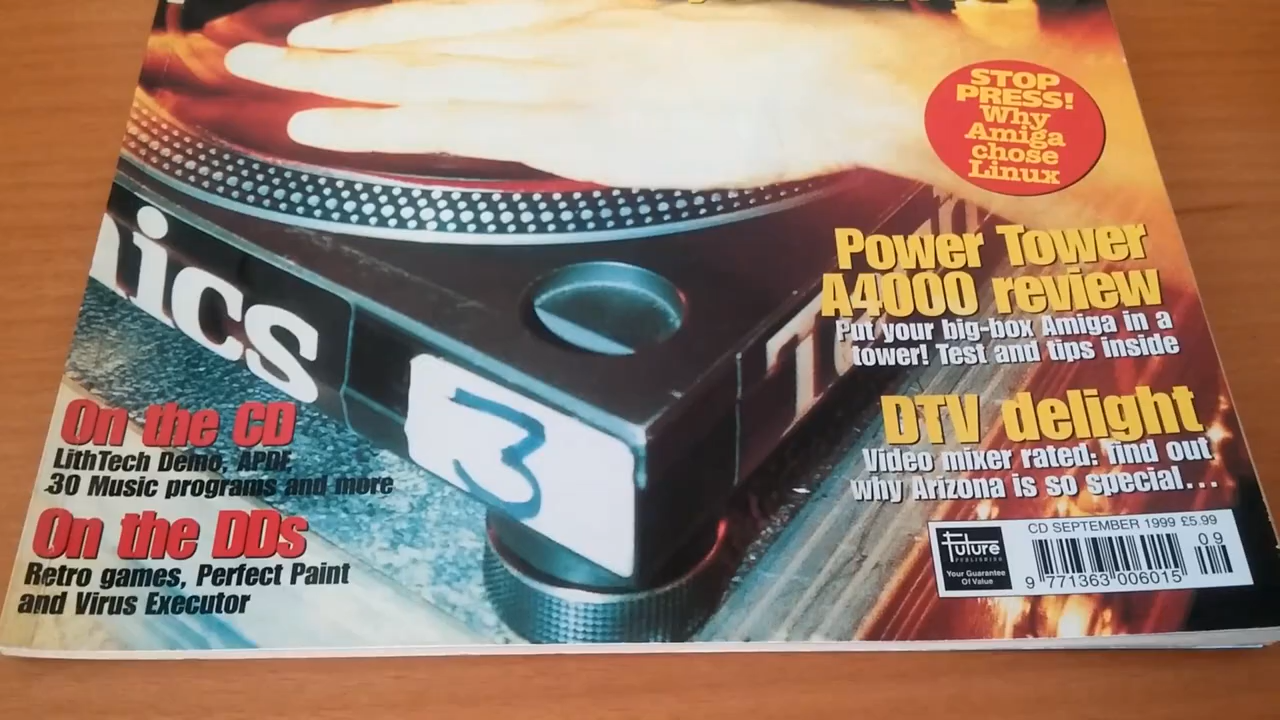 STOP
PRESS!
Why
Amiga
chose
Linux
Power Tower
A4000 review
Put your big-box Amiga in a
tower! Test and tips inside
DTV delight
Video mixer rated: find out
why Arizona is so special...
nics
3
On the CD
LithTech Demo, APDF,
30 Music programs and more
On the DDs
Retro games, Perfect Paint
and Virus Executor
Future
PUBLISHING
Your Guarantee
Of Value
CD SEPTEMBER 1999 £5.99
09
9 771363 006015